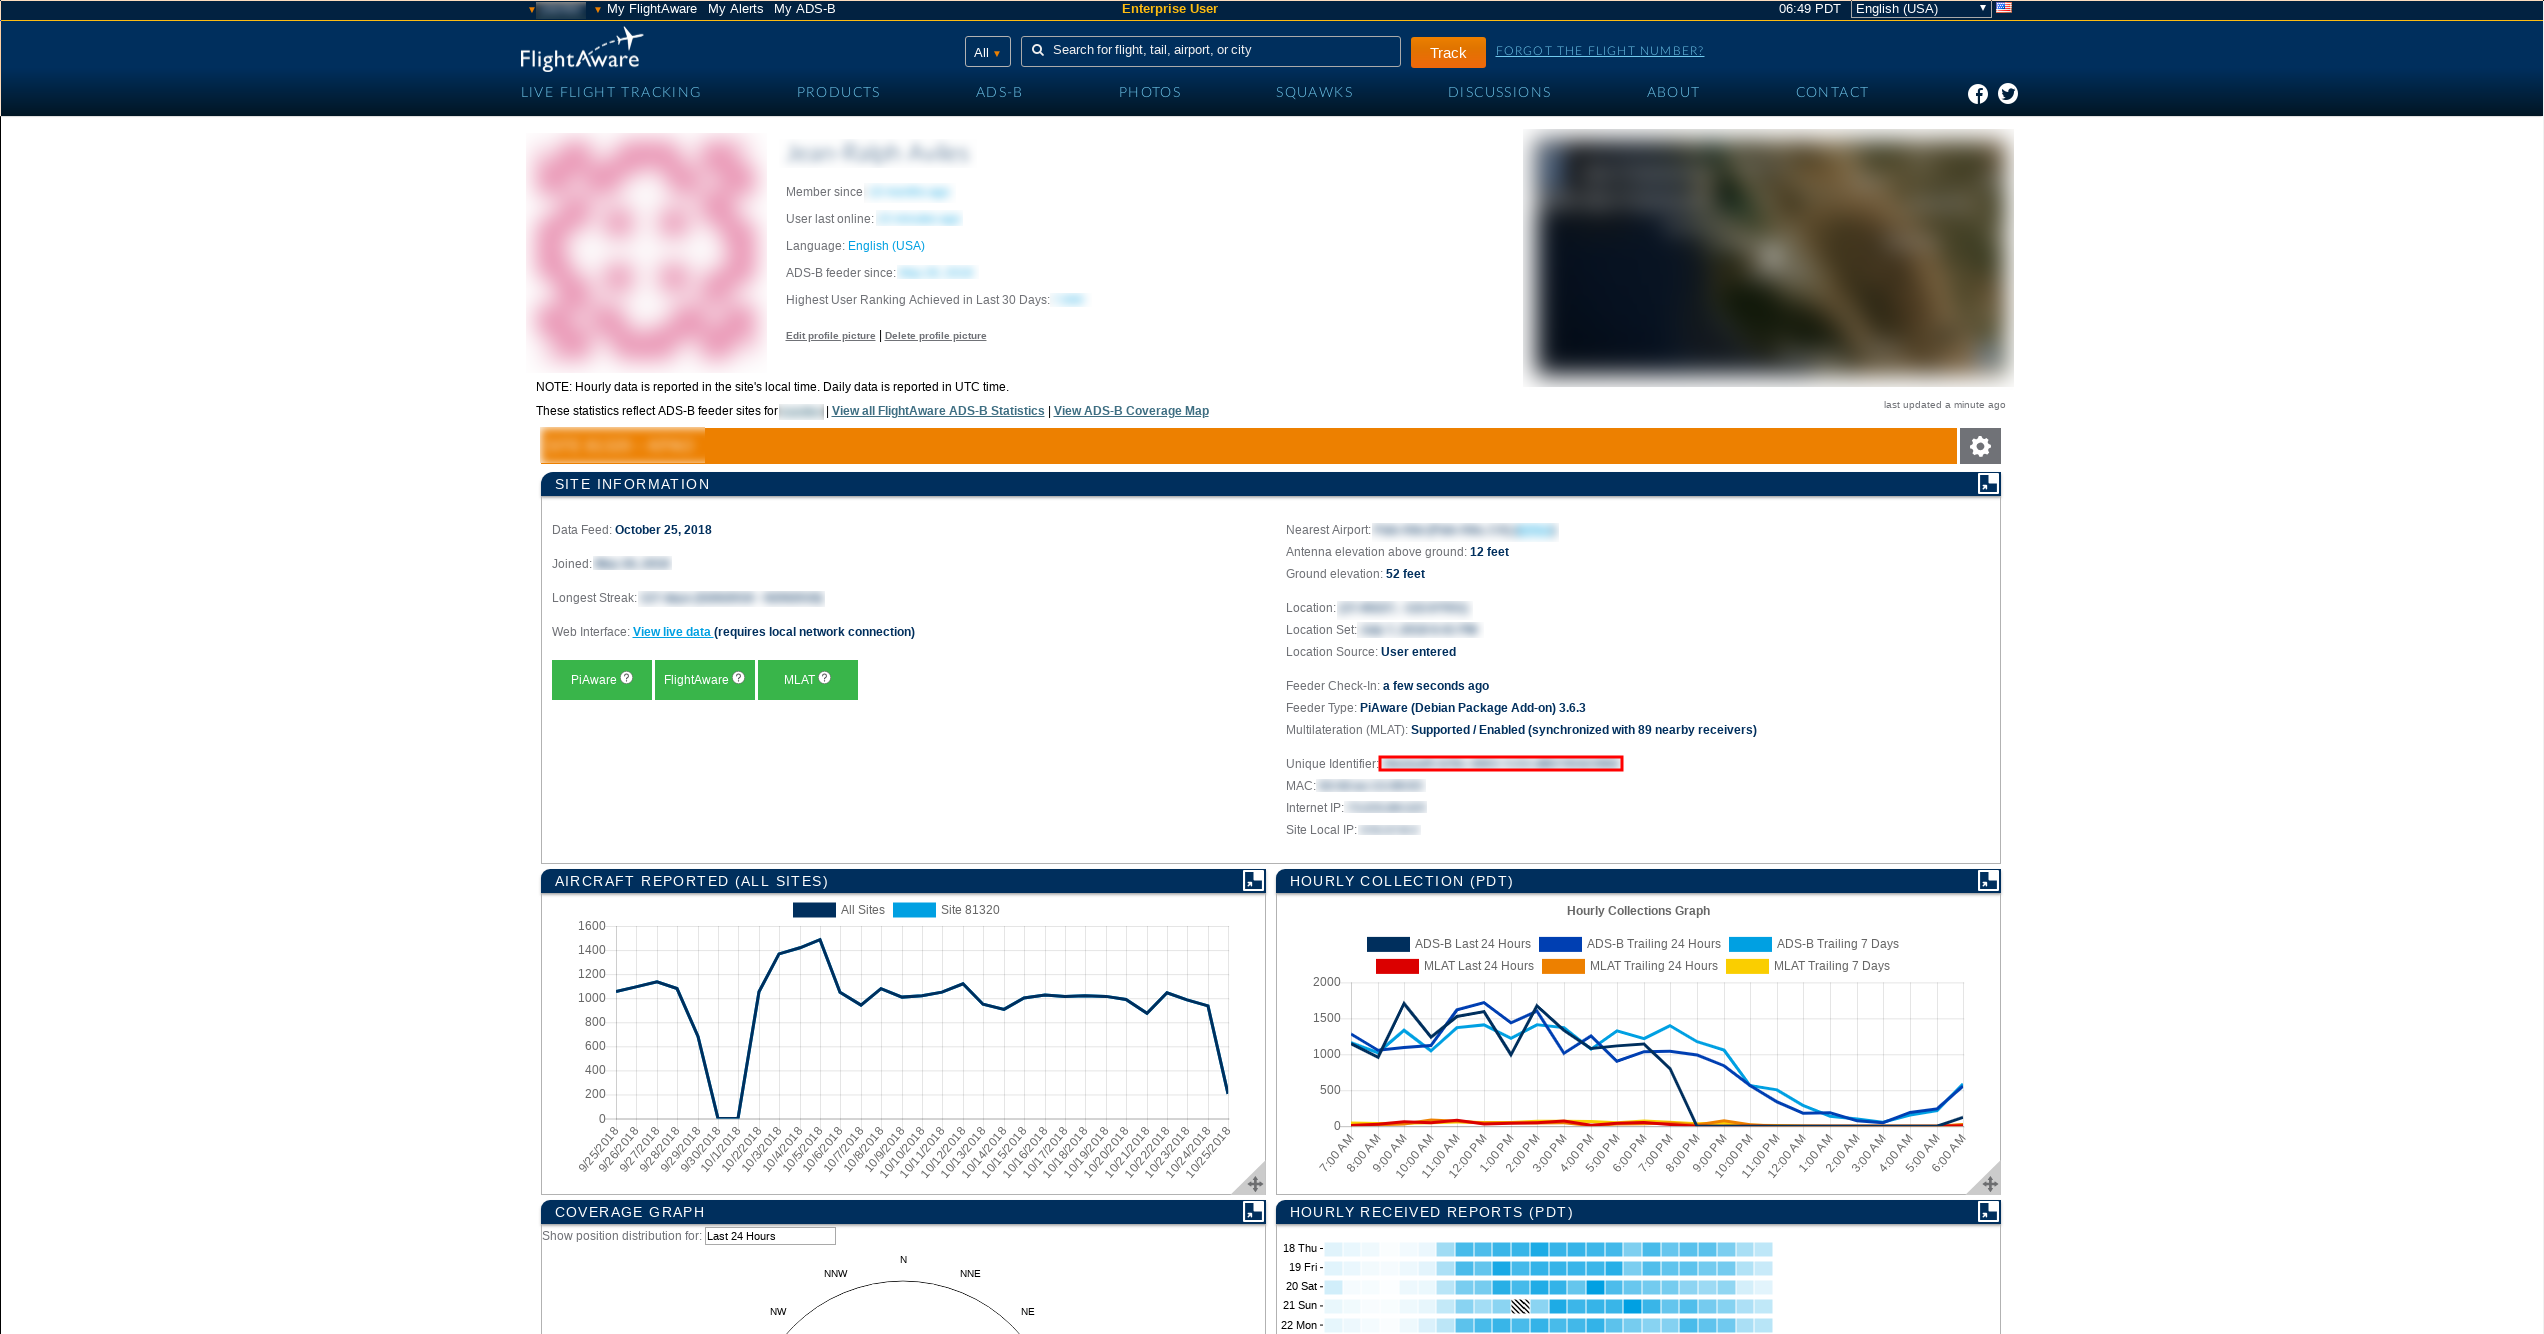 ▼ ▼ My FlightAware My Alerts My ADS-B Enterprise User 06:49 PDT English (USA) ▼
FlightAware All ▼ Search for flight, tail, airport, or city Track FORGOT THE FLIGHT NUMBER?
LIVE FLIGHT TRACKING PRODUCTS ADS-B PHOTOS SQUAWKS DISCUSSIONS ABOUT CONTACT
Member since
User last online:
Language: English (USA)
ADS-B feeder since:
Highest User Ranking Achieved in Last 30 Days:
Edit profile picture | Delete profile picture
NOTE: Hourly data is reported in the site's local time. Daily data is reported in UTC time.
These statistics reflect ADS-B feeder sites for | View all FlightAware ADS-B Statistics | View ADS-B Coverage Map
last updated a minute ago
SITE INFORMATION
Data Feed: October 25, 2018
Joined:
Longest Streak:
Web Interface: View live data (requires local network connection)
PiAware ? FlightAware ? MLAT ?
Nearest Airport:
Antenna elevation above ground: 12 feet
Ground elevation: 52 feet
Location:
Location Set:
Location Source: User entered
Feeder Check-In: a few seconds ago
Feeder Type: PiAware (Debian Package Add-on) 3.6.3
Multilateration (MLAT): Supported / Enabled (synchronized with 89 nearby receivers)
Unique Identifier:
MAC:
Internet IP:
Site Local IP:
AIRCRAFT REPORTED (ALL SITES)
All Sites Site 81320
1600
1400
1200
1000
800
600
400
200
0
9/25/2018 9/26/2018 9/27/2018 9/28/2018 9/29/2018 9/30/2018 10/1/2018 10/2/2018 10/3/2018 10/4/2018 10/5/2018 10/6/2018 10/7/2018 10/8/2018 10/9/2018 10/10/2018 10/11/2018 10/12/2018 10/13/2018 10/14/2018 10/15/2018 10/16/2018 10/17/2018 10/18/2018 10/19/2018 10/20/2018 10/21/2018 10/22/2018 10/23/2018 10/24/2018 10/25/2018
HOURLY COLLECTION (PDT)
Hourly Collections Graph
ADS-B Last 24 Hours ADS-B Trailing 24 Hours ADS-B Trailing 7 Days
MLAT Last 24 Hours MLAT Trailing 24 Hours MLAT Trailing 7 Days
2000
1500
1000
500
0
7:00 AM 8:00 AM 9:00 AM 10:00 AM 11:00 AM 12:00 PM 1:00 PM 2:00 PM 3:00 PM 4:00 PM 5:00 PM 6:00 PM 7:00 PM 8:00 PM 9:00 PM 10:00 PM 11:00 PM 12:00 AM 1:00 AM 2:00 AM 3:00 AM 4:00 AM 5:00 AM 6:00 AM
COVERAGE GRAPH
Show position distribution for: Last 24 Hours
N
NNW NNE
NW NE
HOURLY RECEIVED REPORTS (PDT)
18 Thu
19 Fri
20 Sat
21 Sun
22 Mon